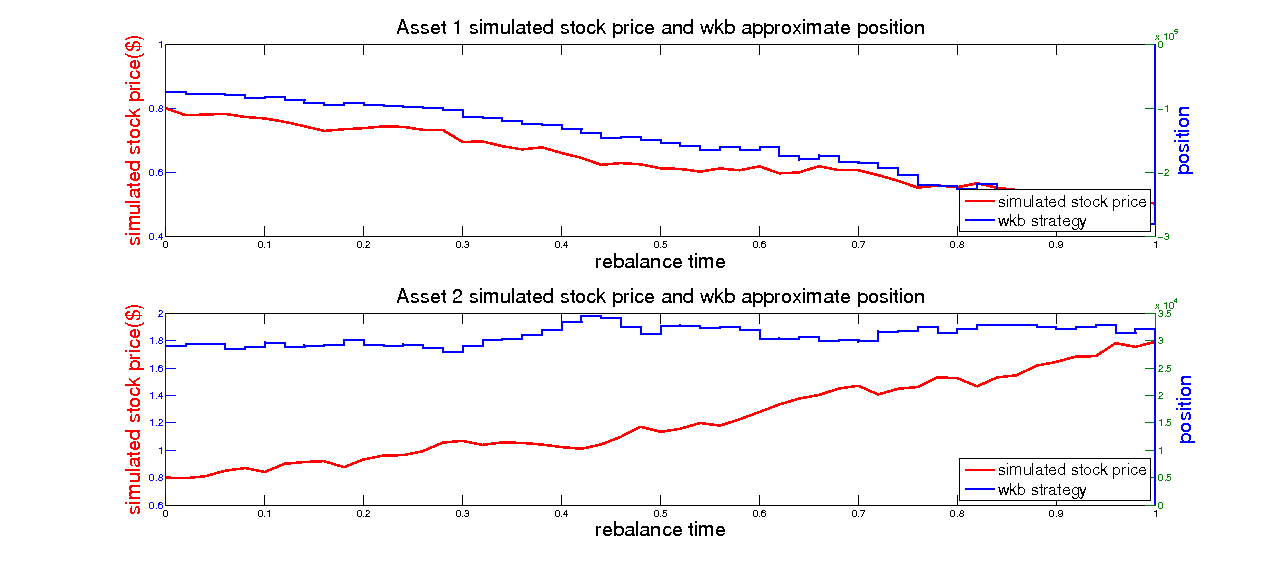 Asset 1 simulated stock price and wkb approximate position
x 10
simulated stock price($)
1
0.8
0.6
0.4
0
-1
-2
-3
position
0 0.1 0.2 0.3 0.4 0.5 0.6 0.7 0.8 0.9 1
rebalance time
simulated stock price
wkb strategy
Asset 2 simulated stock price and wkb approximate position
x 10^4
simulated stock price($)
2
1.8
1.6
1.4
1.2
1
0.8
0.6
3.5
3
2.5
2
1.5
1
0.5
0
position
0 0.1 0.2 0.3 0.4 0.5 0.6 0.7 0.8 0.9 1
rebalance time
simulated stock price
wkb strategy